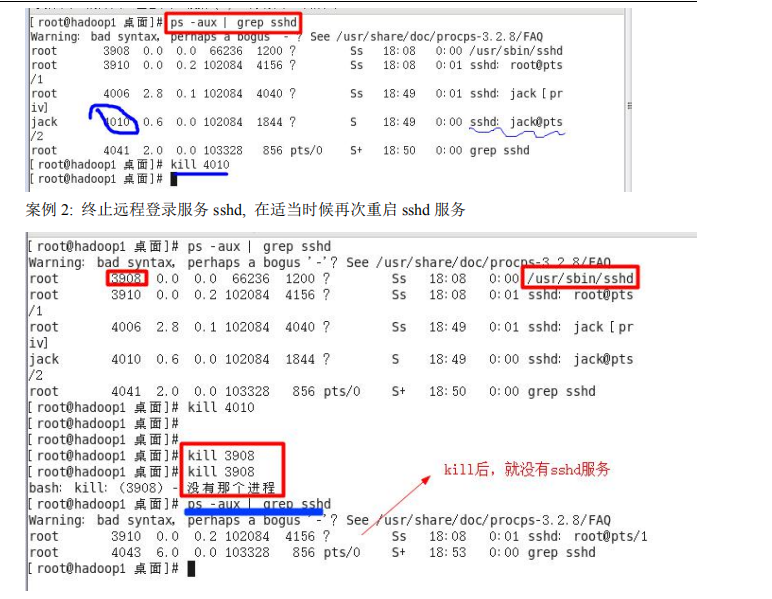 [root@hadoop1 桌面]# ps -aux | grep sshd
Warning: bad syntax, perhaps a bogus '-'? See /usr/share/doc/procps-3.2.8/FAQ
root 3908 0.0 0.0 66236 1200 ? Ss 18:08 0:00 /usr/sbin/sshd
root 3910 0.0 0.2 102084 4156 ? Ss 18:08 0:01 sshd: root@pts
/1
root 4006 2.8 0.1 102084 4040 ? Ss 18:49 0:01 sshd: jack [pr
iv]
jack 4010 0.6 0.0 102084 1844 ? S 18:49 0:00 sshd: jack@pts
/2
root 4041 2.0 0.0 103328 856 pts/0 S+ 18:50 0:00 grep sshd
[root@hadoop1 桌面]# kill 4010
[root@hadoop1 桌面]#
案例 2: 终止远程登录服务 sshd, 在适当时候再次重启 sshd 服务
[root@hadoop1 桌面]# ps -aux | grep sshd
Warning: bad syntax, perhaps a bogus '-'? See /usr/share/doc/procps-3.2.8/FAQ
root 3908 0.0 0.0 66236 1200 ? Ss 18:08 0:00 /usr/sbin/sshd
root 3910 0.0 0.2 102084 4156 ? Ss 18:08 0:01 sshd: root@pts
/1
root 4006 2.8 0.1 102084 4040 ? Ss 18:49 0:01 sshd: jack [pr
iv]
jack 4010 0.6 0.0 102084 1844 ? S 18:49 0:00 sshd: jack@pts
/2
root 4041 2.0 0.0 103328 856 pts/0 S+ 18:50 0:00 grep sshd
[root@hadoop1 桌面]# kill 4010
[root@hadoop1 桌面]#
[root@hadoop1 桌面]#
[root@hadoop1 桌面]# kill 3908
[root@hadoop1 桌面]# kill 3908
kill后，就没有sshd服务
bash: kill: (3908) - 没有那个进程
[root@hadoop1 桌面]# ps -aux | grep sshd
Warning: bad syntax, perhaps a bogus '-'? See /usr/share/doc/procps-3.2.8/FAQ
root 3910 0.0 0.2 102084 4156 ? Ss 18:08 0:01 sshd: root@pts/1
root 4043 6.0 0.0 103328 856 pts/0 S+ 18:53 0:00 grep sshd
[root@hadoop1 桌面]#